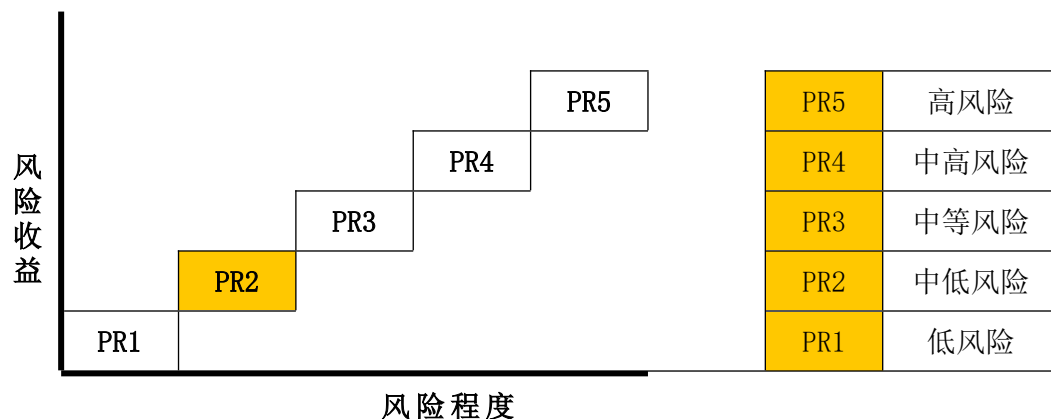 风险收益
PR5
PR4
PR3
PR2
PR1
风险程度
PR5 高风险
PR4 中高风险
PR3 中等风险
PR2 中低风险
PR1 低风险